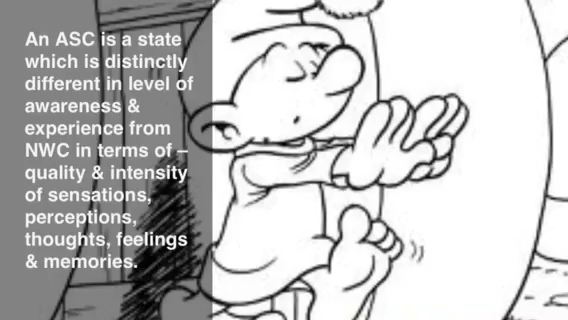 An ASC is a state
which is distinctly
different in level of
awareness &
experience from
NWC in terms of –
quality & intensity
of sensations,
perceptions,
thoughts, feelings
& memories.